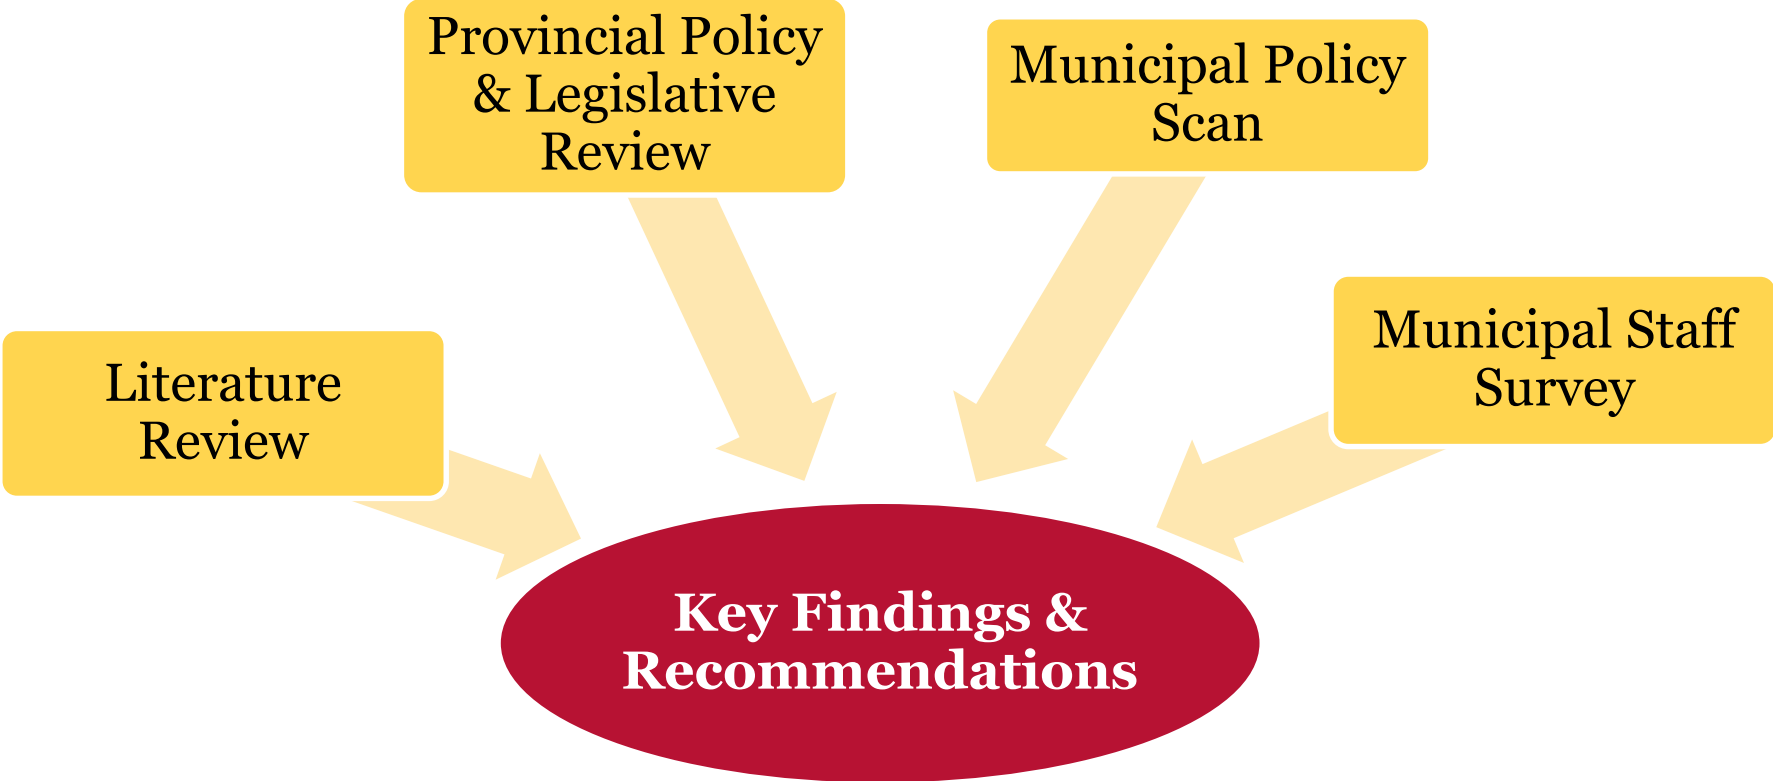 Provincial Policy
& Legislative
Review
Municipal Policy
Scan
Literature
Review
Municipal Staff
Survey
Key Findings &
Recommendations